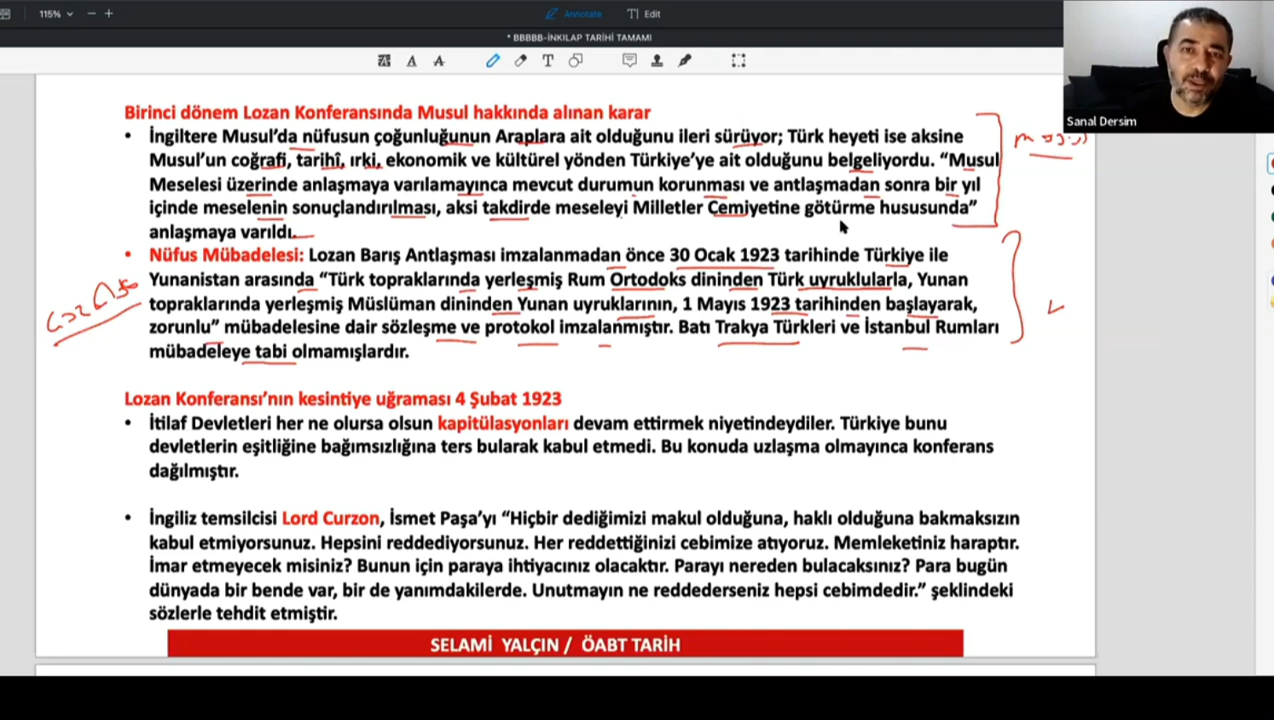 115%
Annotate
Edit
* BBBBB-İNKILAP TARİHİ TAMAMI
Sanal Dersim
Birinci dönem Lozan Konferansında Musul hakkında alınan karar
• İngiltere Musul'da nüfusun çoğunluğunun Araplara ait olduğunu ileri sürüyor; Türk heyeti ise aksine
Musul'un coğrafi, tarihî, ırki, ekonomik ve kültürel yönden Türkiye'ye ait olduğunu belgeliyordu. "Musul
Meselesi üzerinde anlaşmaya varılamayınca mevcut durumun korunması ve antlaşmadan sonra bir yıl
içinde meselenin sonuçlandırılması, aksi takdirde meseleyi Milletler Cemiyetine götürme hususunda"
anlaşmaya varıldı.
• Nüfus Mübadelesi: Lozan Barış Antlaşması imzalanmadan önce 30 Ocak 1923 tarihinde Türkiye ile
Yunanistan arasında "Türk topraklarında yerleşmiş Rum Ortodoks dininden Türk uyruklularla, Yunan
topraklarında yerleşmiş Müslüman dininden Yunan uyruklarının, 1 Mayıs 1923 tarihinden başlayarak,
zorunlu" mübadelesine dair sözleşme ve protokol imzalanmıştır. Batı Trakya Türkleri ve İstanbul Rumları
mübadeleye tabi olmamışlardır.
Lozan Konferansı'nın kesintiye uğraması 4 Şubat 1923
• İtilaf Devletleri her ne olursa olsun kapitülasyonları devam ettirmek niyetindeydiler. Türkiye bunu
devletlerin eşitliğine bağımsızlığına ters bularak kabul etmedi. Bu konuda uzlaşma olmayınca konferans
dağılmıştır.
• İngiliz temsilcisi Lord Curzon, İsmet Paşa'yı "Hiçbir dediğimizi makul olduğuna, haklı olduğuna bakmaksızın
kabul etmiyorsunuz. Hepsini reddediyorsunuz. Her reddettiğinizi cebimize atıyoruz. Memleketiniz haraptır.
İmar etmeyecek misiniz? Bunun için paraya ihtiyacınız olacaktır. Parayı nereden bulacaksınız? Para bugün
dünyada bir bende var, bir de yanımdakilerde. Unutmayın ne reddederseniz hepsi cebimdedir." şeklindeki
sözlerle tehdit etmiştir.
SELAMİ YALÇIN / ÖABT TARİH